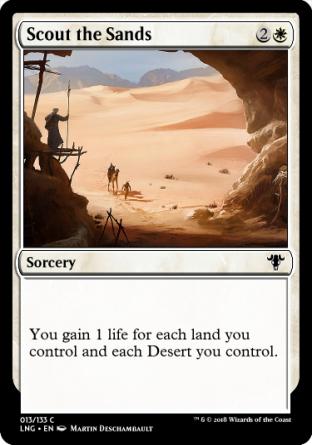 Scout the Sands 2
Sorcery
You gain 1 life for each land you
control and each Desert you control.
013/133 C
LNG • EN Martin Deschambault
™ & © 2018 Wizards of the Coast